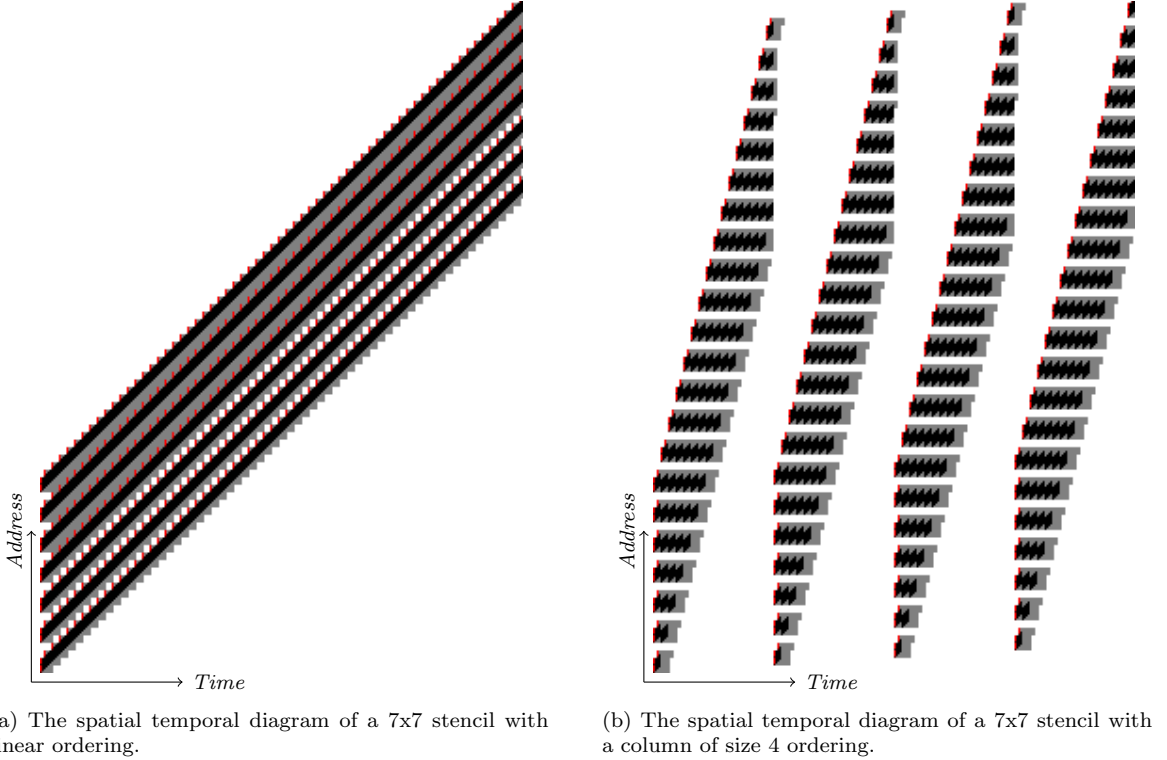 Address
Time
a) The spatial temporal diagram of a 7x7 stencil with
near ordering.
Address
Time
(b) The spatial temporal diagram of a 7x7 stencil with
a column of size 4 ordering.